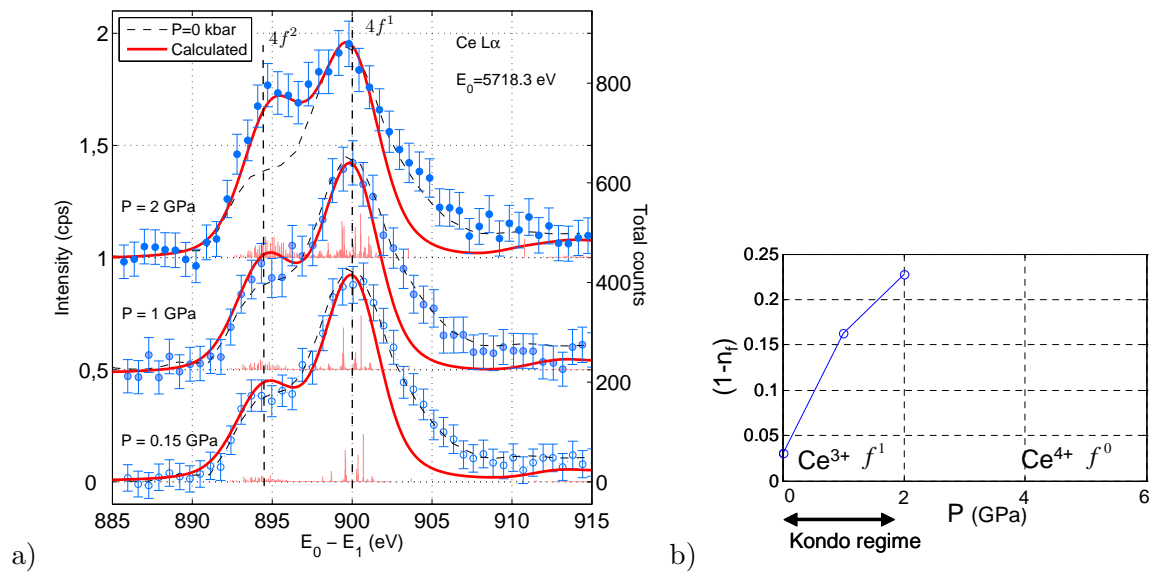 P=0 kbar
Calculated
4f²
4f¹
Ce Lα
E₀=5718.3 eV
P = 2 GPa
P = 1 GPa
P = 0.15 GPa
2
1,5
1
0,5
0
Intensity (cps)
800
600
400
200
0
Total counts
885 890 895 900 905 910 915
E₀ − E₁ (eV)
a)
0.25
0.2
0.15
0.1
0.05
0
(1-n_f)
Ce³⁺ f¹
Ce⁴⁺ f⁰
0 2 4 6
P (GPa)
Kondo regime
b)